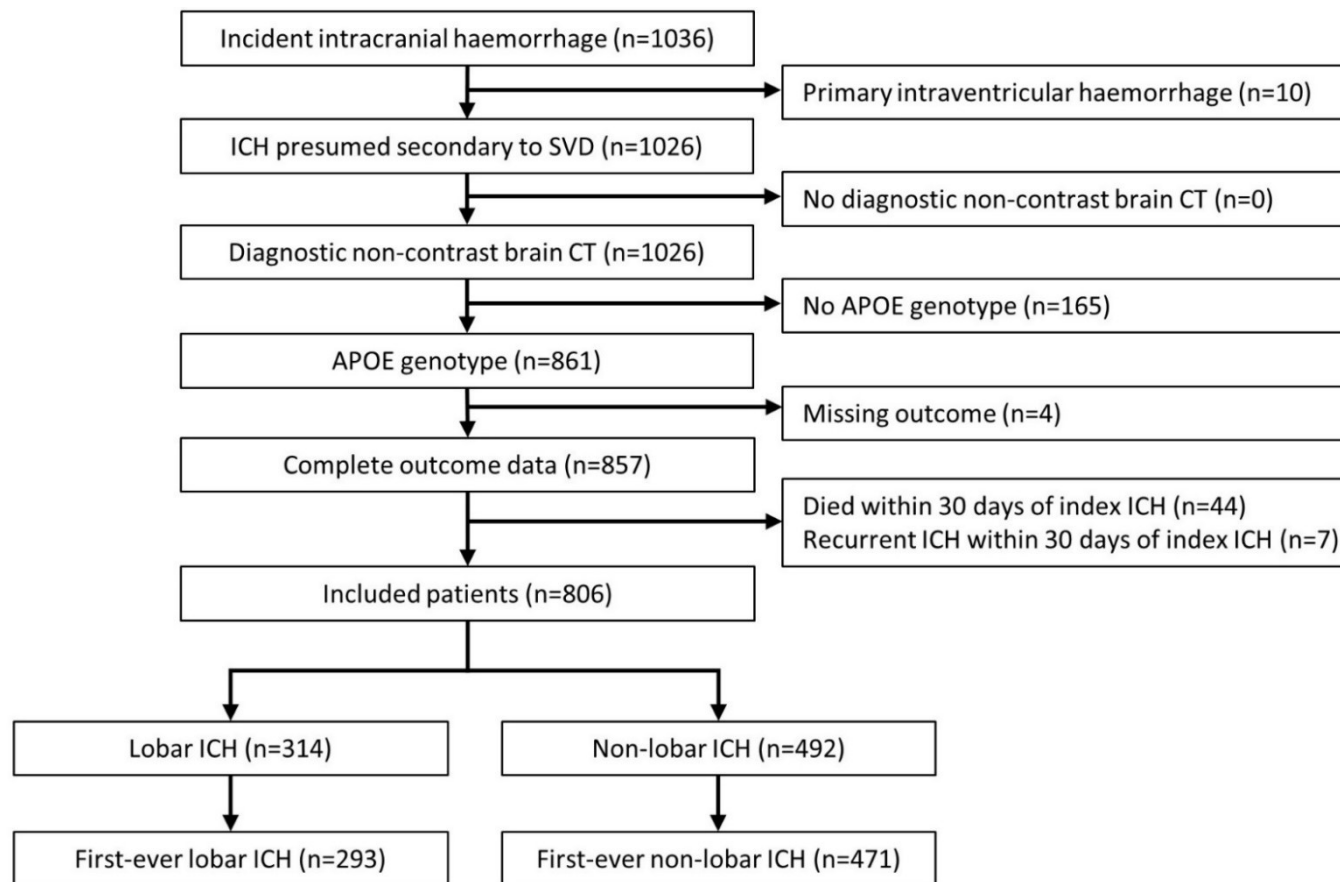 Incident intracranial haemorrhage (n=1036)
Primary intraventricular haemorrhage (n=10)
ICH presumed secondary to SVD (n=1026)
No diagnostic non-contrast brain CT (n=0)
Diagnostic non-contrast brain CT (n=1026)
No APOE genotype (n=165)
APOE genotype (n=861)
Missing outcome (n=4)
Complete outcome data (n=857)
Died within 30 days of index ICH (n=44)
Recurrent ICH within 30 days of index ICH (n=7)
Included patients (n=806)
Lobar ICH (n=314)
Non-lobar ICH (n=492)
First-ever lobar ICH (n=293)
First-ever non-lobar ICH (n=471)